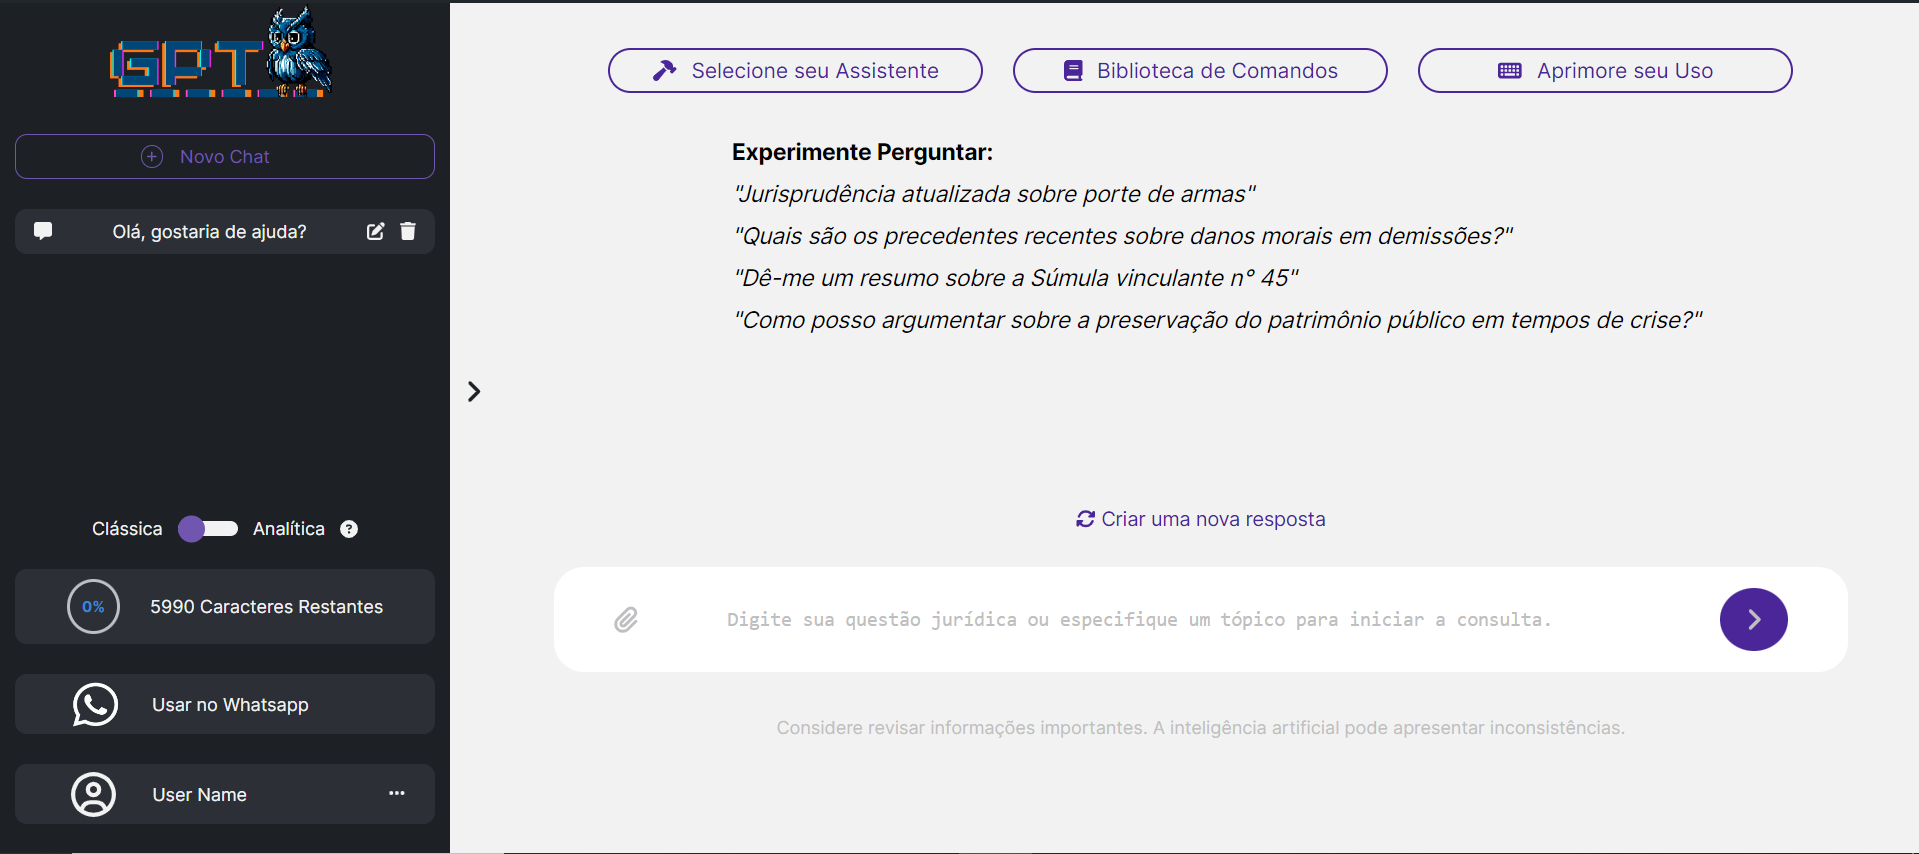 GPT
Novo Chat
Olá, gostaria de ajuda?
Clássica Analítica ?
0% 5990 Caracteres Restantes
Usar no Whatsapp
User Name ...
Selecione seu Assistente
Biblioteca de Comandos
Aprimore seu Uso
Experimente Perguntar:
"Jurisprudência atualizada sobre porte de armas"
"Quais são os precedentes recentes sobre danos morais em demissões?"
"Dê-me um resumo sobre a Súmula vinculante n° 45"
"Como posso argumentar sobre a preservação do patrimônio público em tempos de crise?"
Criar uma nova resposta
Digite sua questão jurídica ou especifique um tópico para iniciar a consulta.
Considere revisar informações importantes. A inteligência artificial pode apresentar inconsistências.